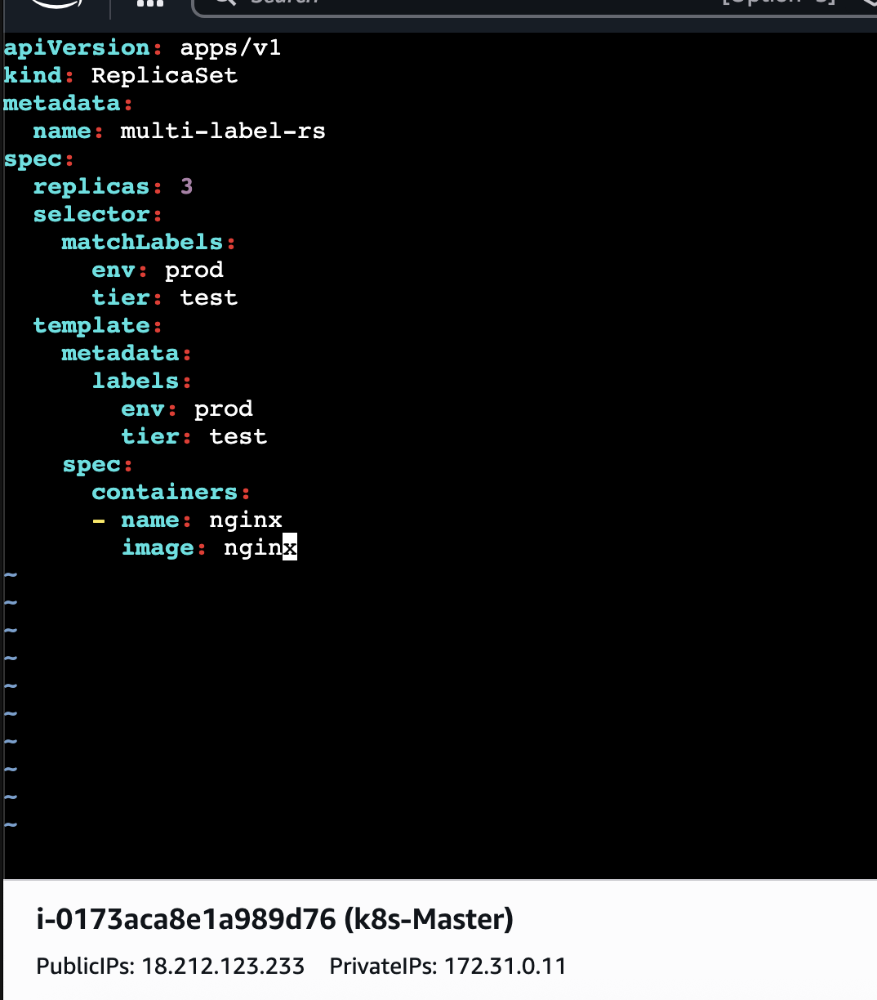 apiVersion: apps/v1
kind: ReplicaSet
metadata:
  name: multi-label-rs
spec:
  replicas: 3
  selector:
    matchLabels:
      env: prod
      tier: test
  template:
    metadata:
      labels:
        env: prod
        tier: test
    spec:
      containers:
      - name: nginx
        image: nginx
~
~
~
~
~
~
~
~
~
~
i-0173aca8e1a989d76 (k8s-Master)
PublicIPs: 18.212.123.233    PrivateIPs: 172.31.0.11